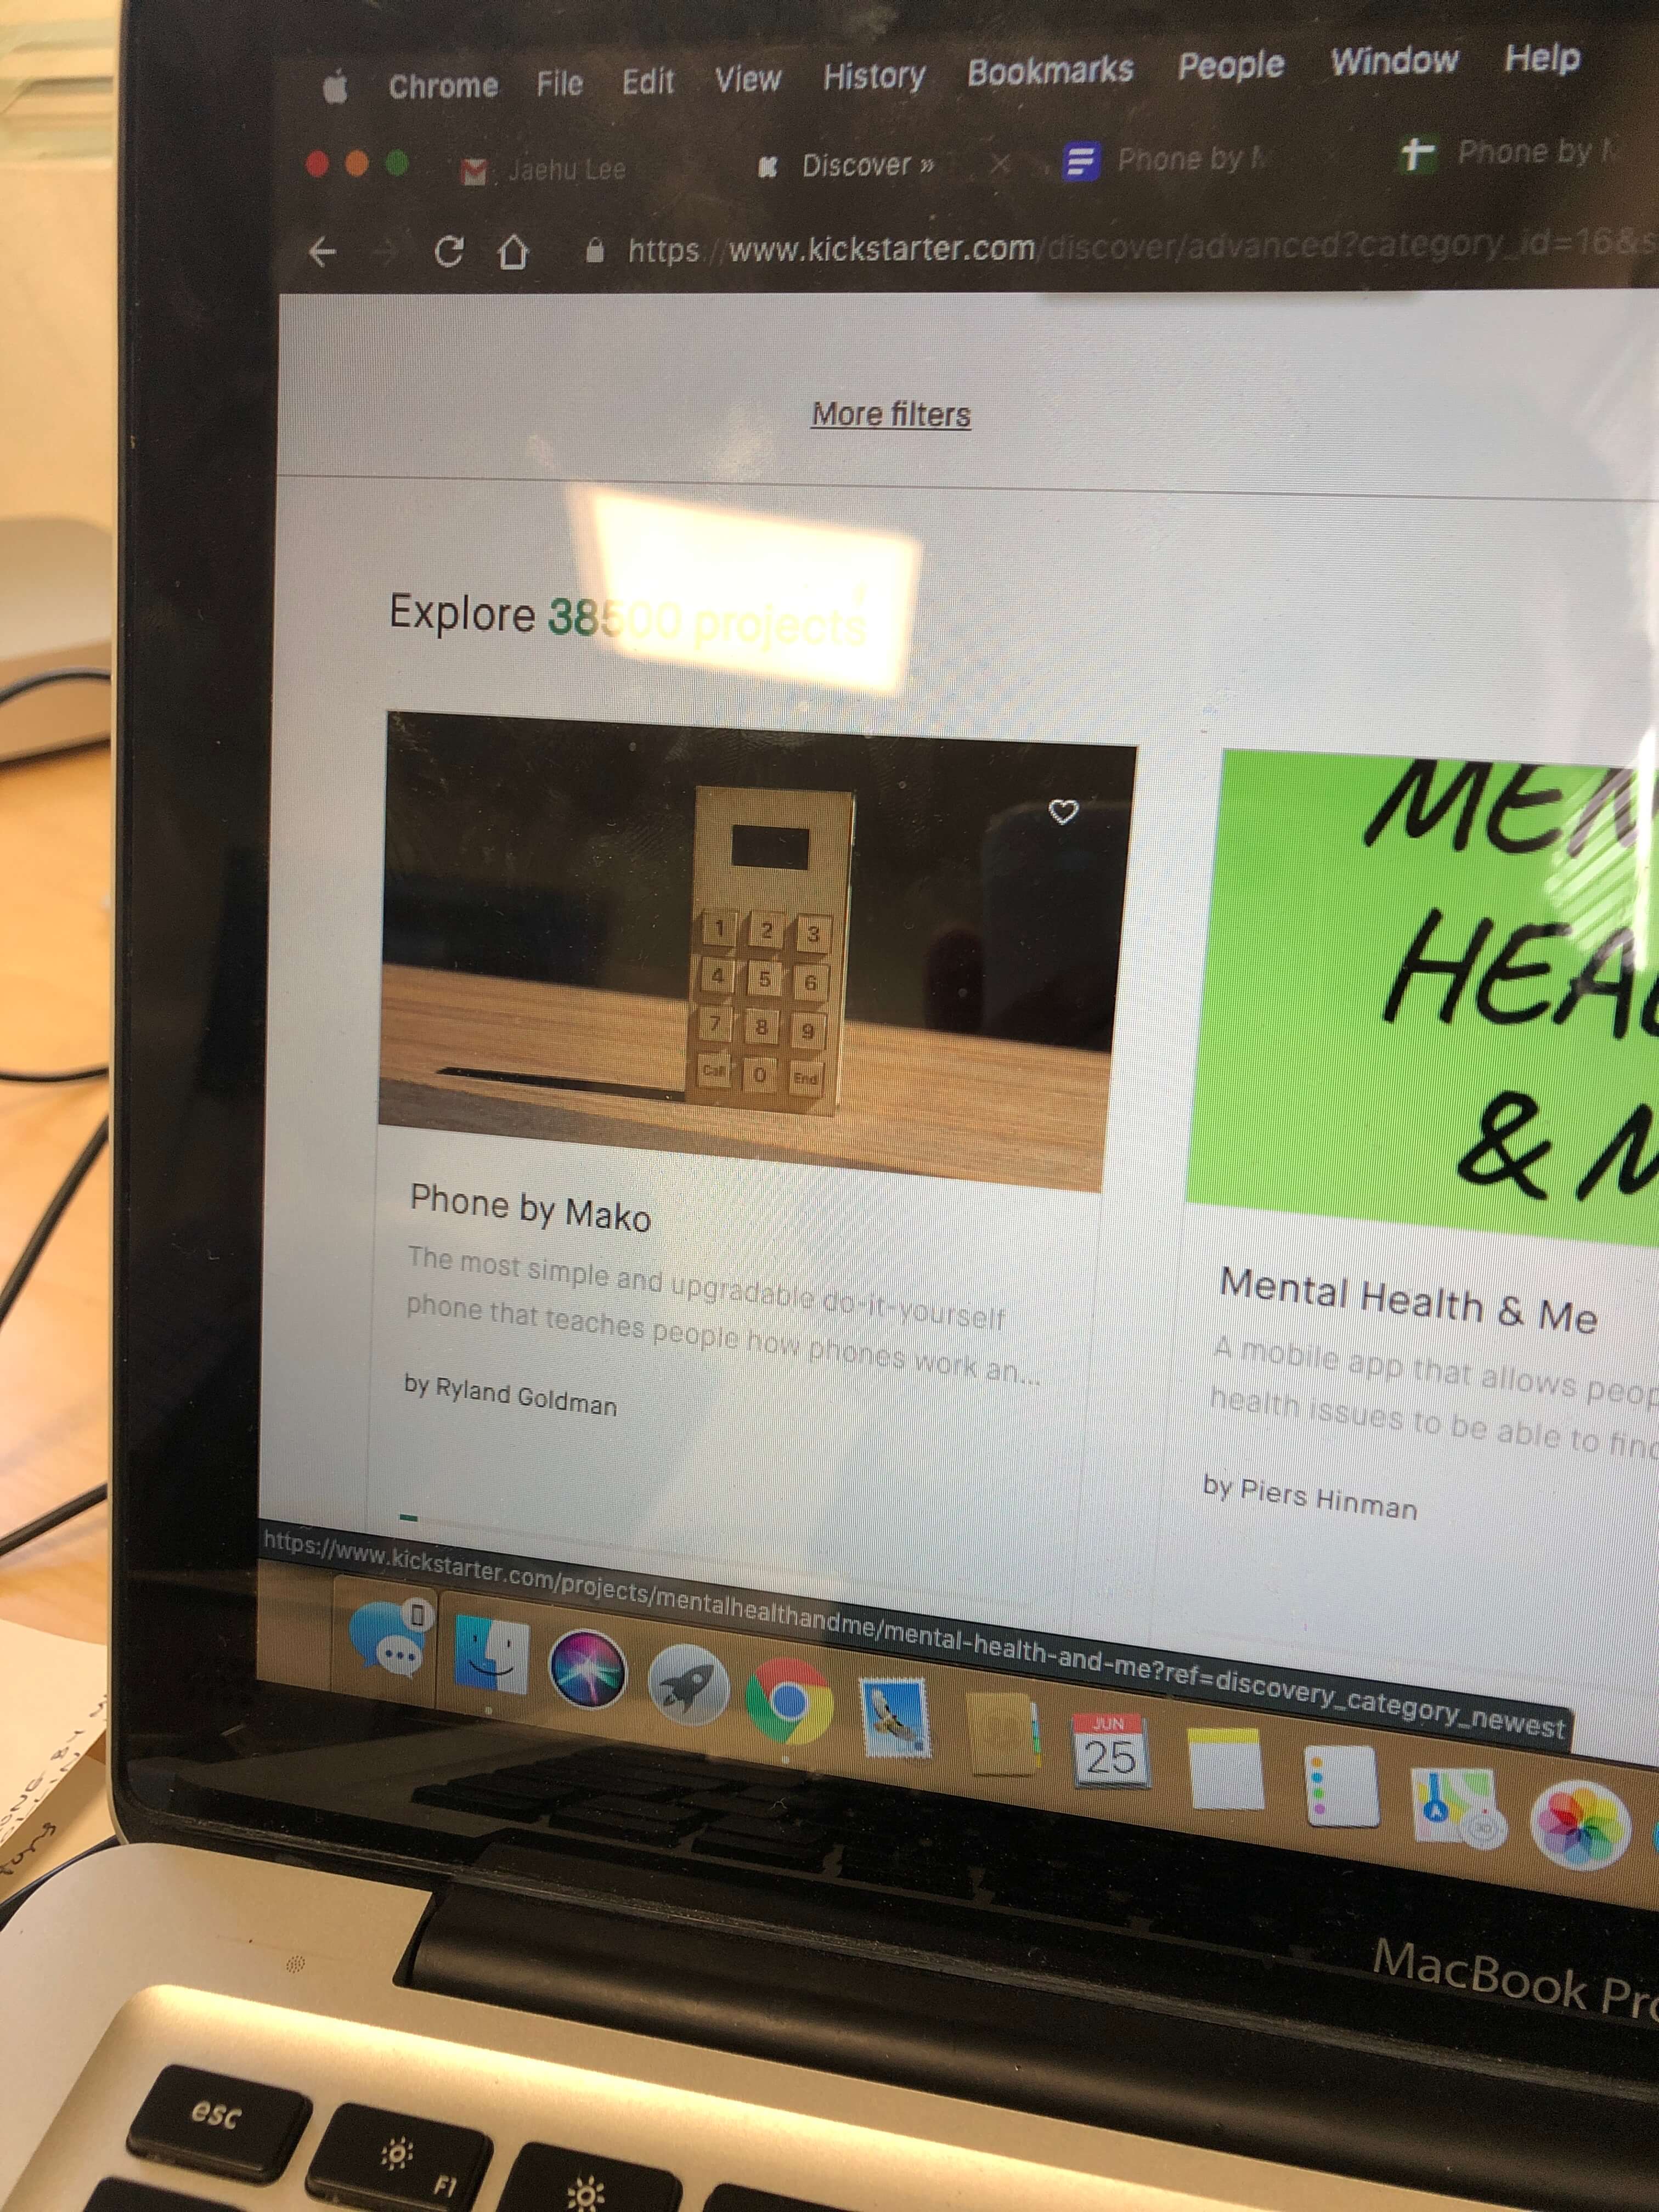 Chrome File Edit View History Bookmarks People Window Help
Jaehu Lee Discover » Phone by M Phone by M
https://www.kickstarter.com/discover/advanced?category_id=16&s
More filters
Explore 38500 projects
1 2 3
4 5 6
7 8 9
Call 0 End
Phone by Mako
The most simple and upgradable do-it-yourself
phone that teaches people how phones work an...
by Ryland Goldman
MEN
HEAL
& M
Mental Health & Me
A mobile app that allows peop
health issues to be able to find
by Piers Hinman
https://www.kickstarter.com/projects/mentalhealthandme/mental-health-and-me?ref=discovery_category_newest
JUN
25
MacBook Pro
esc
F1